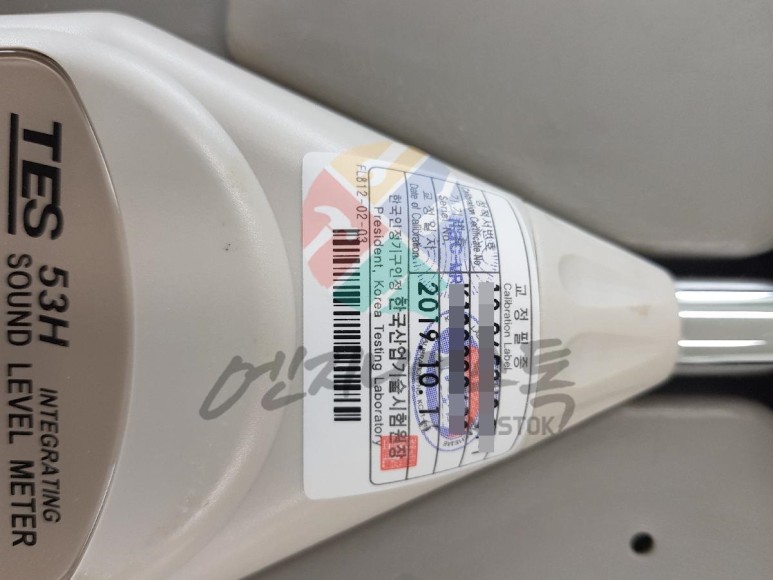 TES 53H
INTEGRATING
SOUND LEVEL METER
교정필증
Calibration Label
성적서번호
Calibration Certificate No.
기기번호
Serial No.
교정일자
Date of Calibration
2019.10.1
한국인정기구인정 한국산업기술시험원장
President, Korea Testing Laboratory
FL812-02-03